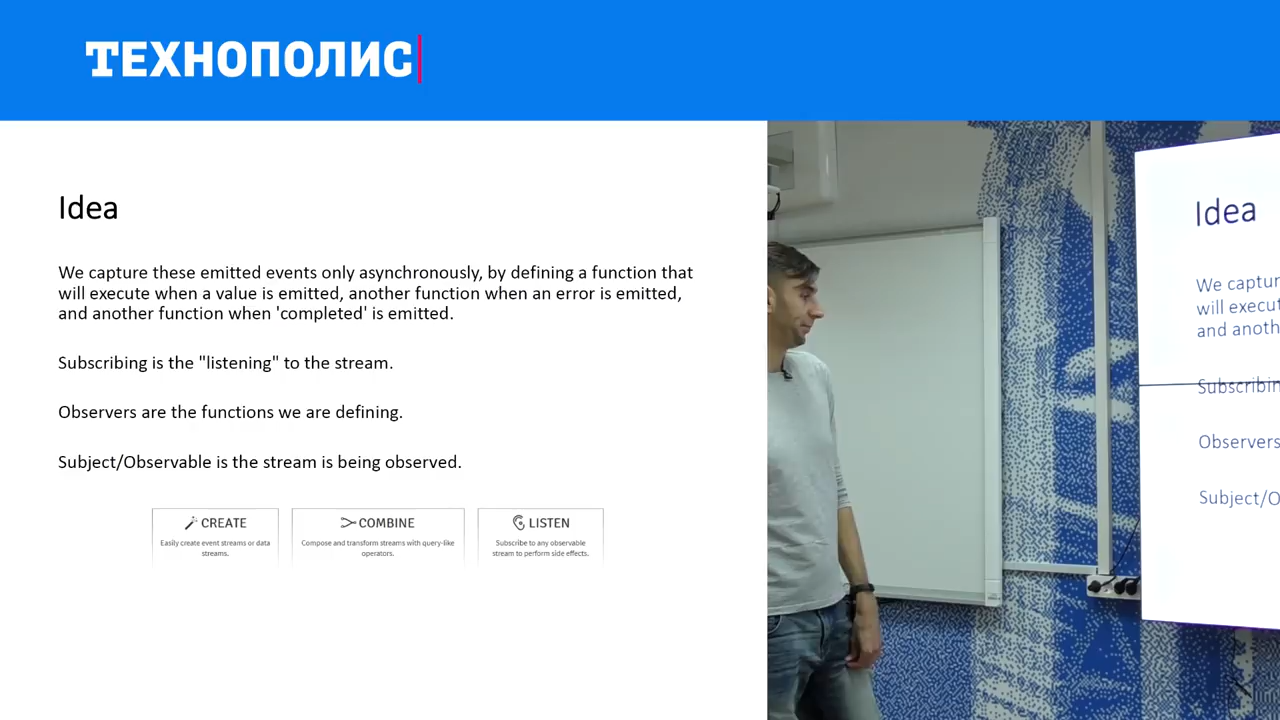 ТЕХНОПОЛИС
Idea
We capture these emitted events only asynchronously, by defining a function that
will execute when a value is emitted, another function when an error is emitted,
and another function when 'completed' is emitted.
Subscribing is the "listening" to the stream.
Observers are the functions we are defining.
Subject/Observable is the stream is being observed.
CREATE
Easily create event streams or data
streams.
COMBINE
Compose and transform streams with query-like
operators.
LISTEN
Subscribe to any observable
stream to perform side effects.
Idea
We captur
will execut
and anoth
Subscribin
Observers
Subject/O